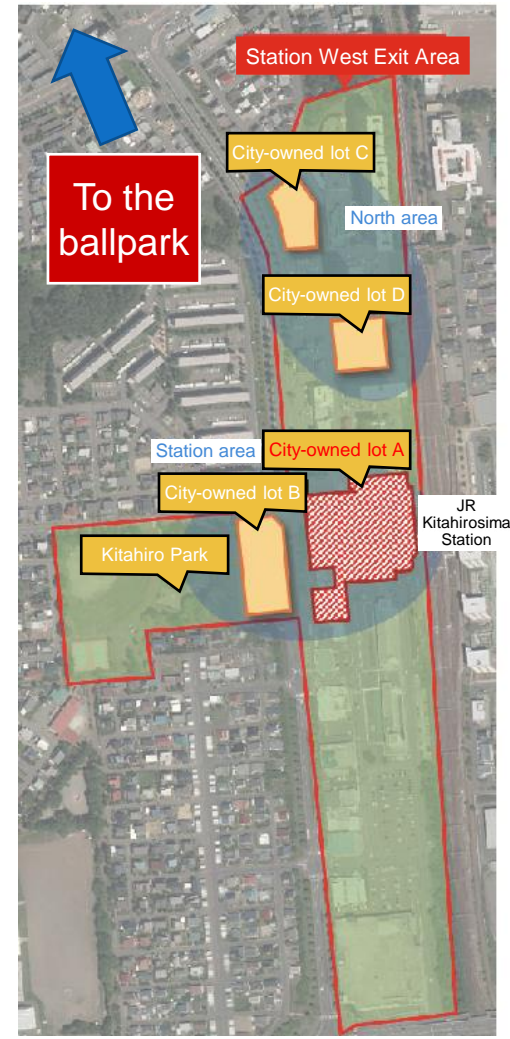 Station West Exit Area
City-owned lot C
To the
ballpark
North area
City-owned lot D
Station area
City-owned lot A
City-owned lot B
JR
Kitahirosima
Station
Kitahiro Park